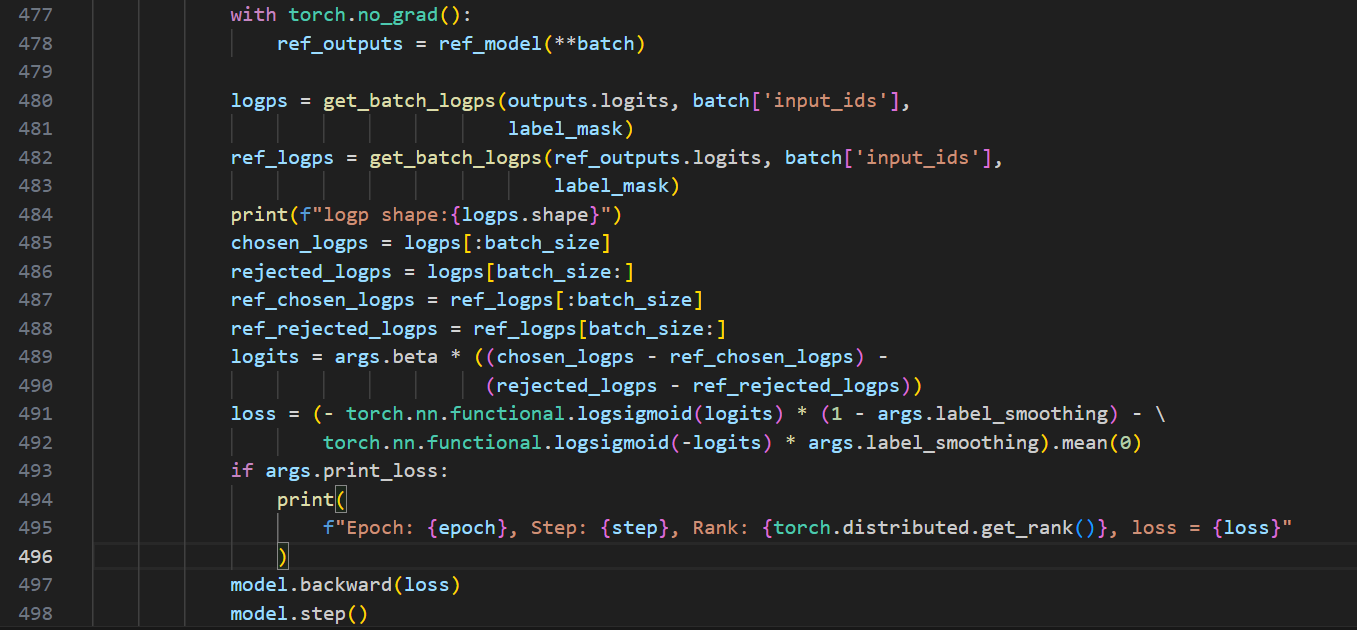 477 with torch.no_grad():
478 ref_outputs = ref_model(**batch)
479
480 logps = get_batch_logps(outputs.logits, batch['input_ids'],
481 label_mask)
482 ref_logps = get_batch_logps(ref_outputs.logits, batch['input_ids'],
483 label_mask)
484 print(f"logp shape:{logps.shape}")
485 chosen_logps = logps[:batch_size]
486 rejected_logps = logps[batch_size:]
487 ref_chosen_logps = ref_logps[:batch_size]
488 ref_rejected_logps = ref_logps[batch_size:]
489 logits = args.beta * ((chosen_logps - ref_chosen_logps) -
490 (rejected_logps - ref_rejected_logps))
491 loss = (- torch.nn.functional.logsigmoid(logits) * (1 - args.label_smoothing) - \
492 torch.nn.functional.logsigmoid(-logits) * args.label_smoothing).mean(0)
493 if args.print_loss:
494 print(
495 f"Epoch: {epoch}, Step: {step}, Rank: {torch.distributed.get_rank()}, loss = {loss}"
496 )
497 model.backward(loss)
498 model.step()